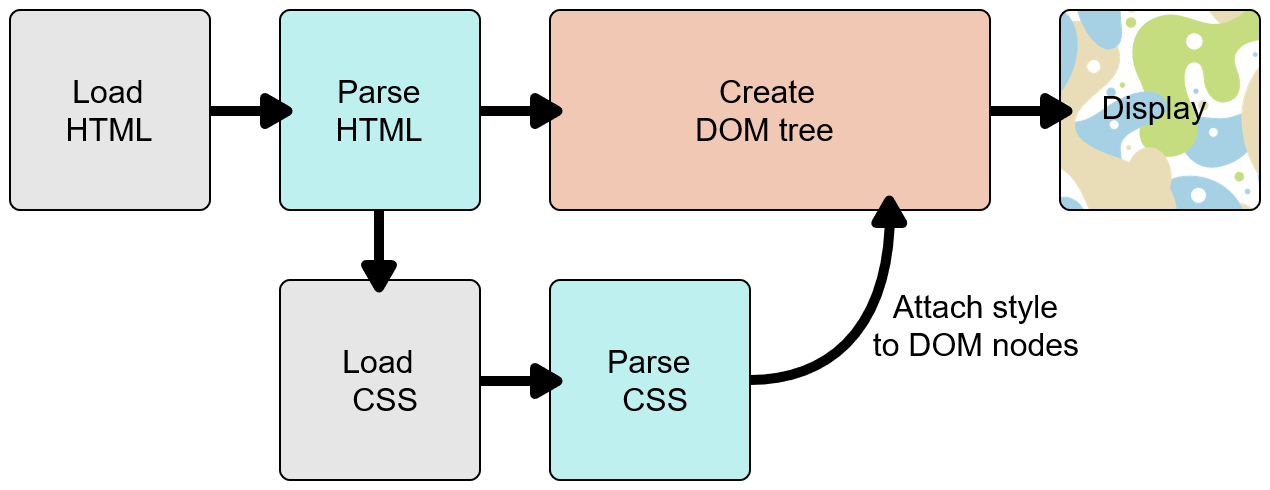 Load
HTML
Parse
HTML
Create
DOM tree
Display
Load
CSS
Parse
CSS
Attach style
to DOM nodes